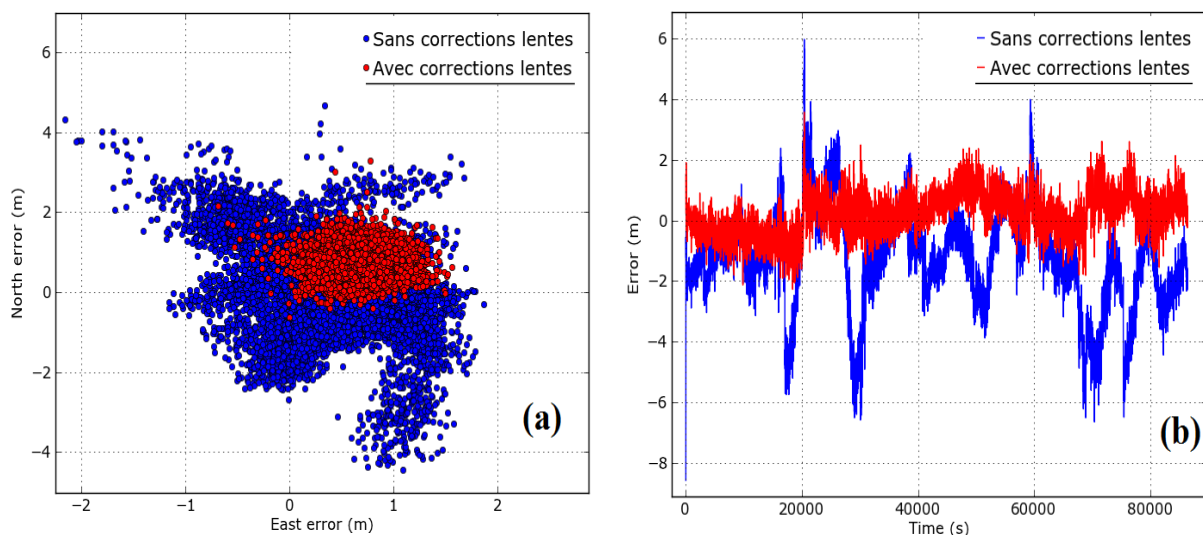 Sans corrections lentes
Avec corrections lentes
6
4
2
0
−2
−4
North error (m)
(a)
−2
−1
0
1
2
East error (m)
Sans corrections lentes
Avec corrections lentes
6
4
2
0
−2
−4
−6
−8
Error (m)
(b)
0
20000
40000
60000
80000
Time (s)